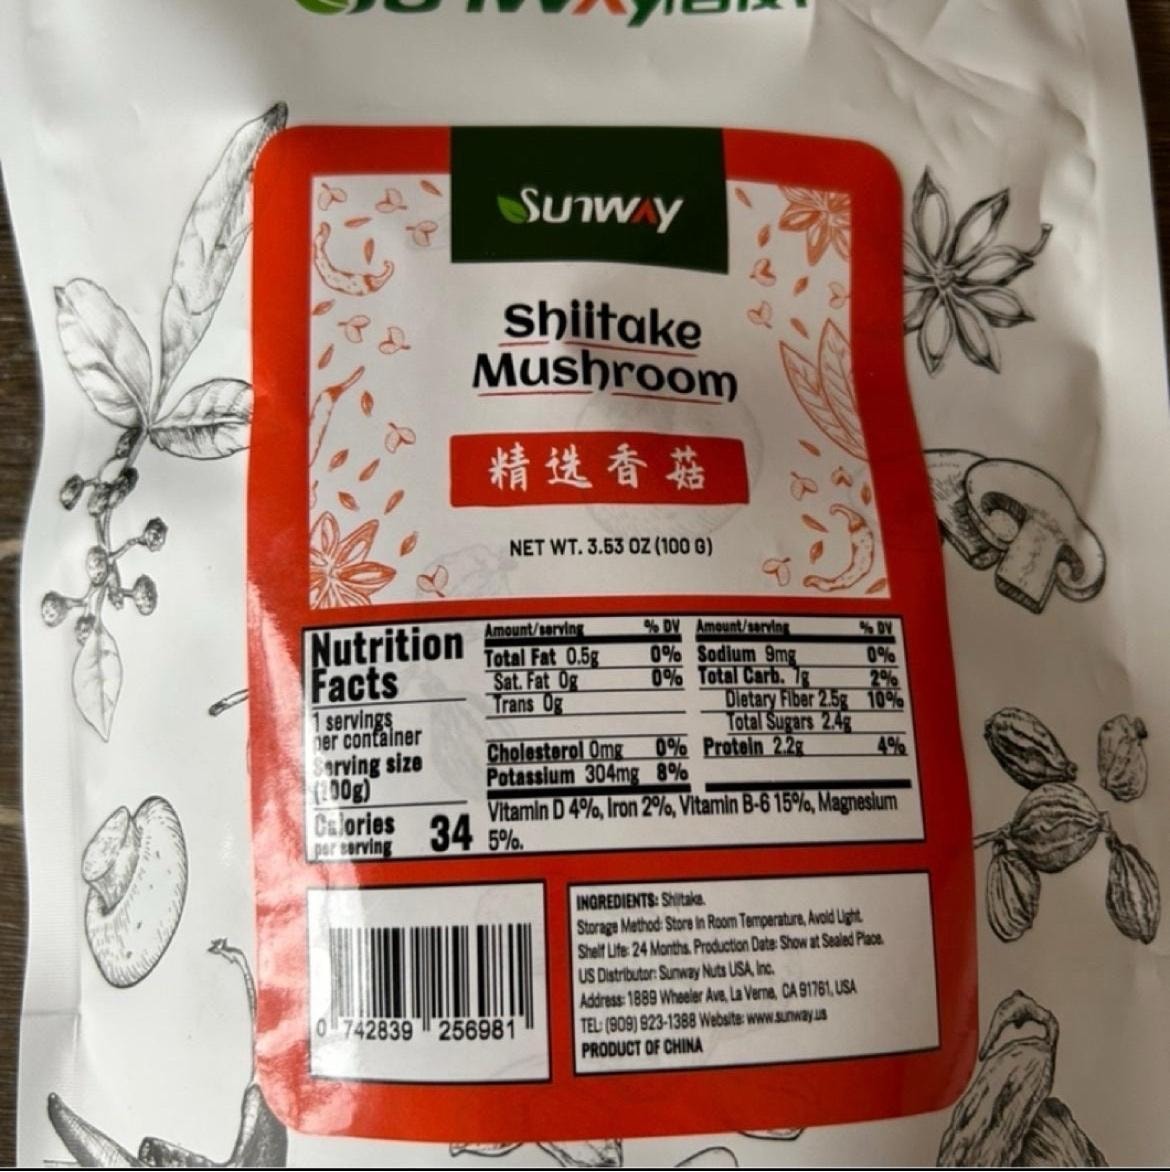 SUNWAY
Shiitake
Mushroom
精选香菇
NET WT. 3.53 OZ (100 G)
Nutrition
Facts
1 servings
per container
Serving size
(100g)
Calories
per serving 34
Amount/serving % DV
Total Fat 0.5g 0%
Sat. Fat 0g 0%
Trans 0g
Cholesterol 0mg 0%
Potassium 304mg 8%
Amount/serving % DV
Sodium 9mg 0%
Total Carb. 7g 2%
Dietary Fiber 2.5g 10%
Total Sugars 2.4g
Protein 2.2g 4%
Vitamin D 4%, Iron 2%, Vitamin B-6 15%, Magnesium
5%.
0 742839 256981
INGREDIENTS: Shiitake.
Storage Method: Store in Room Temperature, Avoid Light.
Shelf Life: 24 Months. Production Date: Show at Sealed Place.
US Distributor: Sunway Nuts USA, Inc.
Address: 1889 Wheeler Ave, La Verne, CA 91761, USA
TEL: (909) 923-1388 Website: www.sunway.us
PRODUCT OF CHINA